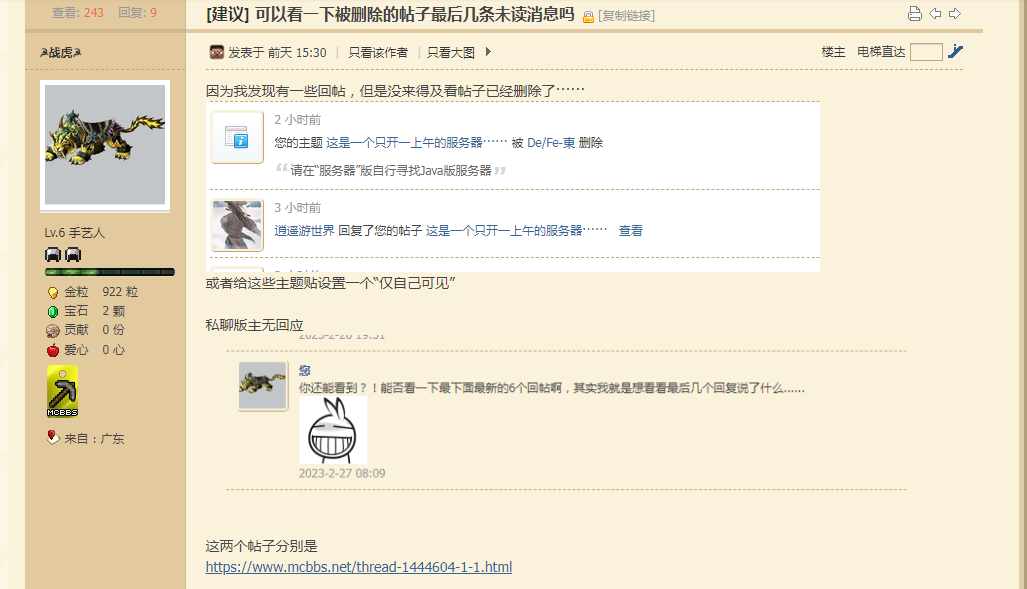 查看: 243 回复: 9
[建议] 可以看一下被删除的帖子最后几条未读消息吗 [复制链接]
战虎
发表于 前天 15:30 | 只看该作者 | 只看大图
楼主 电梯直达
Lv.6 手艺人
金粒 922 粒
宝石 2 颗
贡献 0 份
爱心 0 心
MCBBS
来自：广东
因为我发现有一些回帖，但是没来得及看帖子已经删除了……
2 小时前
您的主题 这是一个只开一上午的服务器…… 被 De/Fe-東 删除
“请在“服务器”版自行寻找Java版服务器”
3 小时前
逍遥游世界 回复了您的帖子 这是一个只开一上午的服务器…… 查看
或者给这些主题贴设置一个“仅自己可见”
私聊版主无回应
您
你还能看到？！能否看一下最下面最新的6个回帖啊，其实我就是想看看最后几个回复说了什么......
2023-2-27 08:09
这两个帖子分别是
https://www.mcbbs.net/thread-1444604-1-1.html